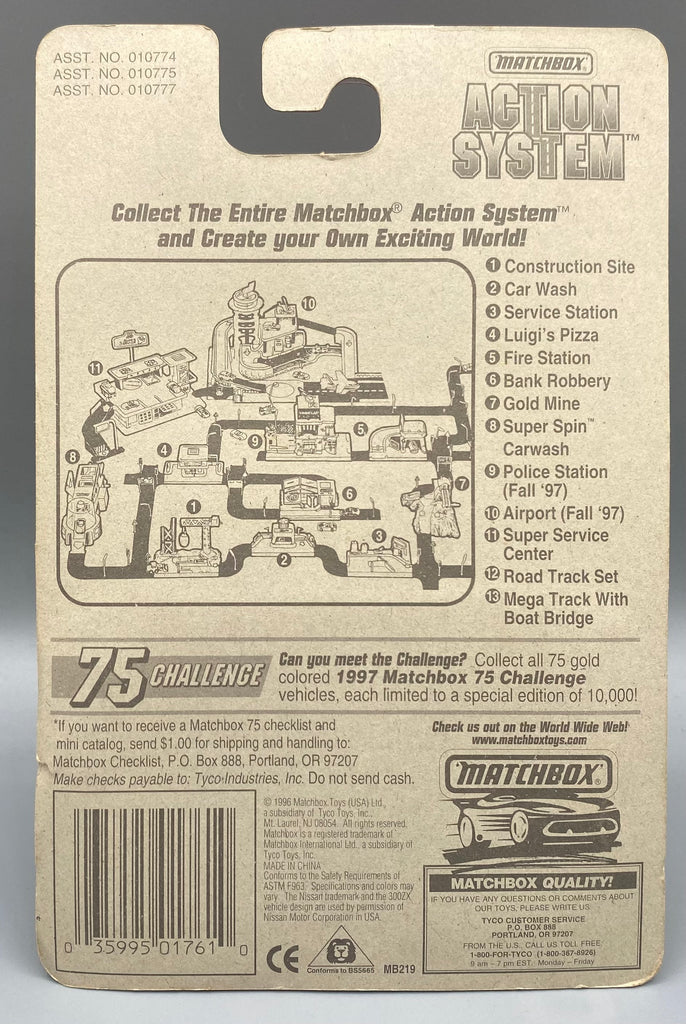 ASST. NO. 010774
ASST. NO. 010775
ASST. NO. 010777
MATCHBOX®
ACTION
SYSTEM™
Collect The Entire Matchbox® Action System™
and Create your Own Exciting World!
1 Construction Site
2 Car Wash
3 Service Station
4 Luigi's Pizza
5 Fire Station
6 Bank Robbery
7 Gold Mine
8 Super Spin™
Carwash
9 Police Station
(Fall '97)
10 Airport (Fall '97)
11 Super Service
Center
12 Road Track Set
13 Mega Track With
Boat Bridge
10
11
9
5
4
8
7
6
1
2
3
75 CHALLENGE
Can you meet the Challenge? Collect all 75 gold
colored 1997 Matchbox 75 Challenge
vehicles, each limited to a special edition of 10,000!
*If you want to receive a Matchbox 75 checklist and
mini catalog, send $1.00 for shipping and handling to:
Matchbox Checklist, P.O. Box 888, Portland, OR 97207
Make checks payable to: Tyco Industries, Inc. Do not send cash.
Check us out on the World Wide Web!
www.matchboxtoys.com
MATCHBOX®
© 1996 Matchbox Toys (USA) Ltd.,
a subsidiary of Tyco Toys, Inc.,
Mt. Laurel, NJ 08054. All rights reserved.
Matchbox is a registered trademark of
Matchbox International Ltd., a subsidiary of
Tyco Toys, Inc.
MADE IN CHINA
Conforms to the Safety Requirements of
ASTM F963. Specifications and colors may
vary. The Nissan trademark and the 300ZX
vehicle design are used by permission of
Nissan Motor Corporation in USA.
0 35995 01761 0
CE
Conforms to BS5665
MB219
MATCHBOX QUALITY!
IF YOU HAVE ANY QUESTIONS OR COMMENTS ABOUT
OUR TOYS, PLEASE WRITE US.
TYCO CUSTOMER SERVICE
P.O. BOX 888
PORTLAND, OR 97207
FROM THE U.S. CALL US TOLL FREE
1-800-FOR-TYCO (1-800-367-8926)
9 am - 7 pm EST. Monday - Friday